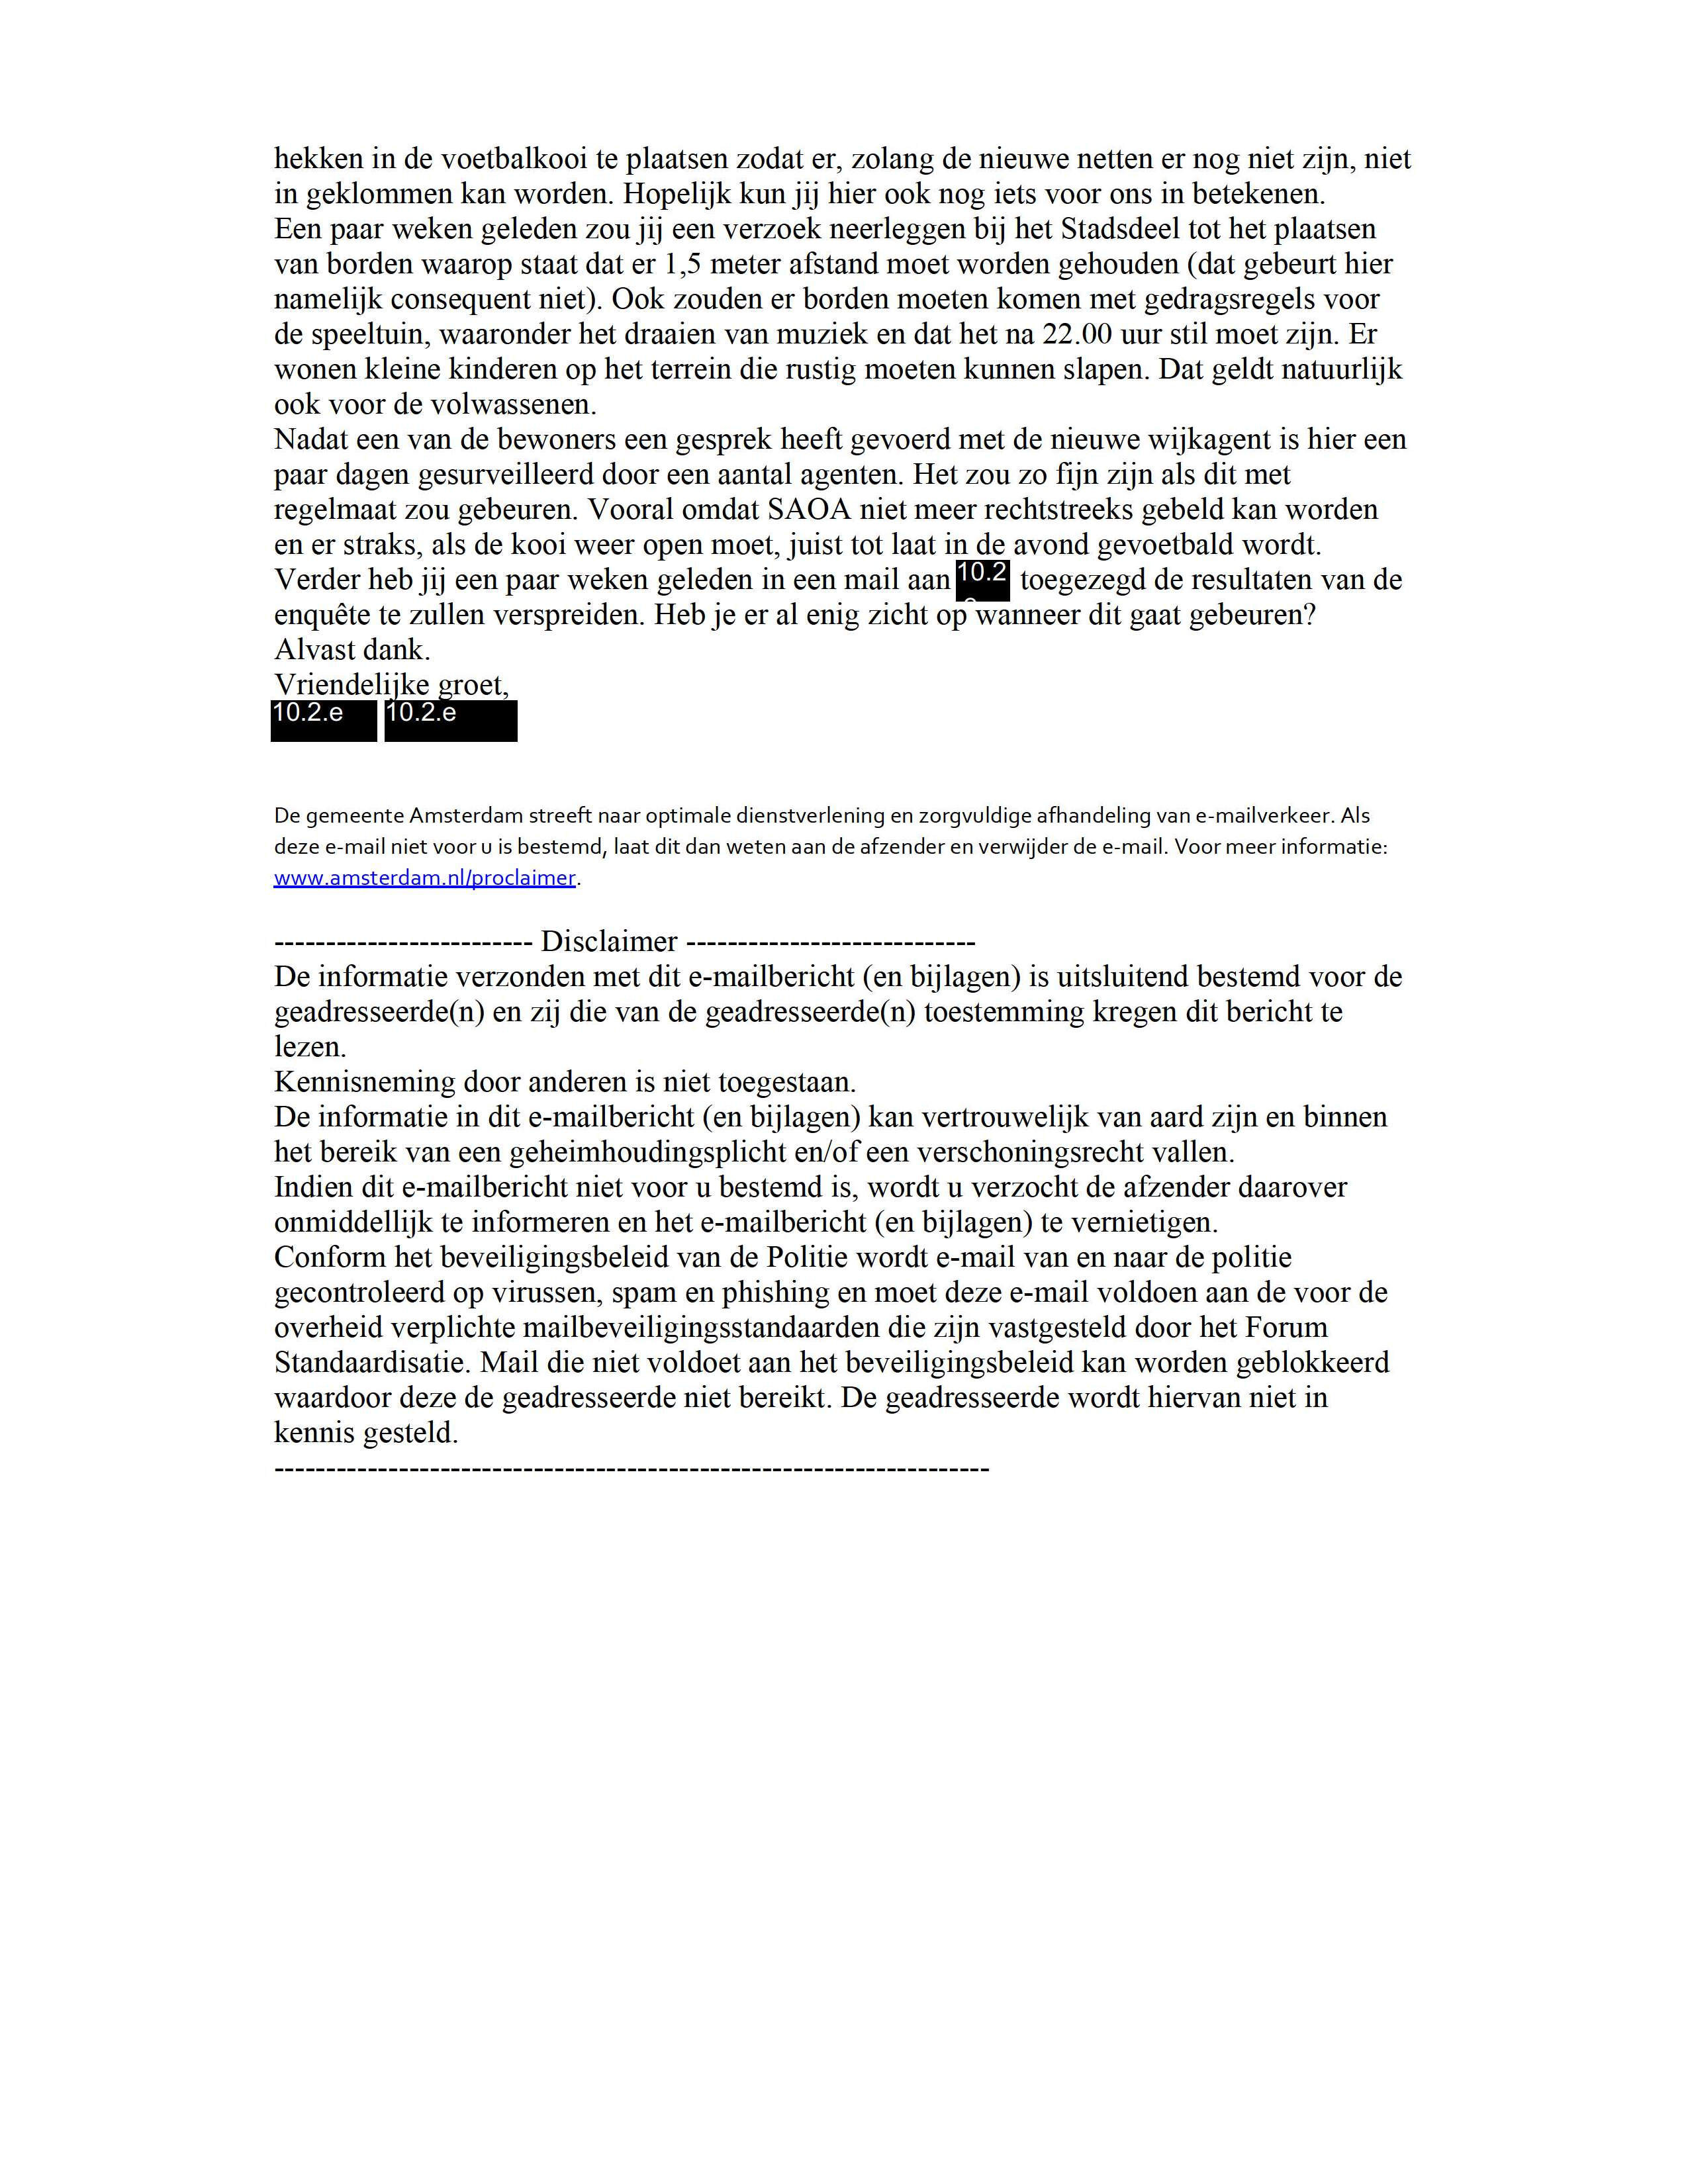 hekken in de voetbalkooi te plaatsen zodat er, zolang de nieuwe netten er nog niet zijn, niet
in geklommen kan worden. Hopelijk kun jij hier ook nog iets voor ons in betekenen.
Een paar weken geleden zou jij een verzoek neerleggen bij het Stadsdeel tot het plaatsen
van borden waarop staat dat er 1,5 meter afstand moet worden gehouden (dat gebeurt hier
namelijk consequent niet). Ook zouden er borden moeten komen met gedragsregels voor
de speeltuin, waaronder het draaien van muziek en dat het na 22.00 uur stil moet zijn. Er
wonen kleine kinderen op het terrein die rustig moeten kunnen slapen. Dat geldt natuurlijk
ook voor de volwassenen.
Nadat een van de bewoners een gesprek heeft gevoerd met de nieuwe wijkagent is hier een
paar dagen gesurveilleerd door een aantal agenten. Het zou zo fijn zijn als dit met
regelmaat zou gebeuren. Vooral omdat SAOA niet meer rechtstreeks gebeld kan worden
en er straks, als de kooi weer open moet, juist tot laat in de avond gevoetbald wordt.
Verder heb jij een paar weken geleden in een mail aan 10.2 toegezegd de resultaten van de
enquête te zullen verspreiden. Heb je er al enig zicht op wanneer dit gaat gebeuren?
Alvast dank.
Vriendelijke groet,
10.2.e 10.2.e
De gemeente Amsterdam streeft naar optimale dienstverlening en zorgvuldige afhandeling van e-mailverkeer. Als
deze e-mail niet voor u is bestemd, laat dit dan weten aan de afzender en verwijder de e-mail. Voor meer informatie:
www.amsterdam.nl/proclaimer.
------------------------- Disclaimer ----------------------------
De informatie verzonden met dit e-mailbericht (en bijlagen) is uitsluitend bestemd voor de
geadresseerde(n) en zij die van de geadresseerde(n) toestemming kregen dit bericht te
lezen.
Kennisneming door anderen is niet toegestaan.
De informatie in dit e-mailbericht (en bijlagen) kan vertrouwelijk van aard zijn en binnen
het bereik van een geheimhoudingsplicht en/of een verschoningsrecht vallen.
Indien dit e-mailbericht niet voor u bestemd is, wordt u verzocht de afzender daarover
onmiddellijk te informeren en het e-mailbericht (en bijlagen) te vernietigen.
Conform het beveiligingsbeleid van de Politie wordt e-mail van en naar de politie
gecontroleerd op virussen, spam en phishing en moet deze e-mail voldoen aan de voor de
overheid verplichte mailbeveiligingsstandaarden die zijn vastgesteld door het Forum
Standaardisatie. Mail die niet voldoet aan het beveiligingsbeleid kan worden geblokkeerd
waardoor deze de geadresseerde niet bereikt. De geadresseerde wordt hiervan niet in
kennis gesteld.
---------------------------------------------------------------------